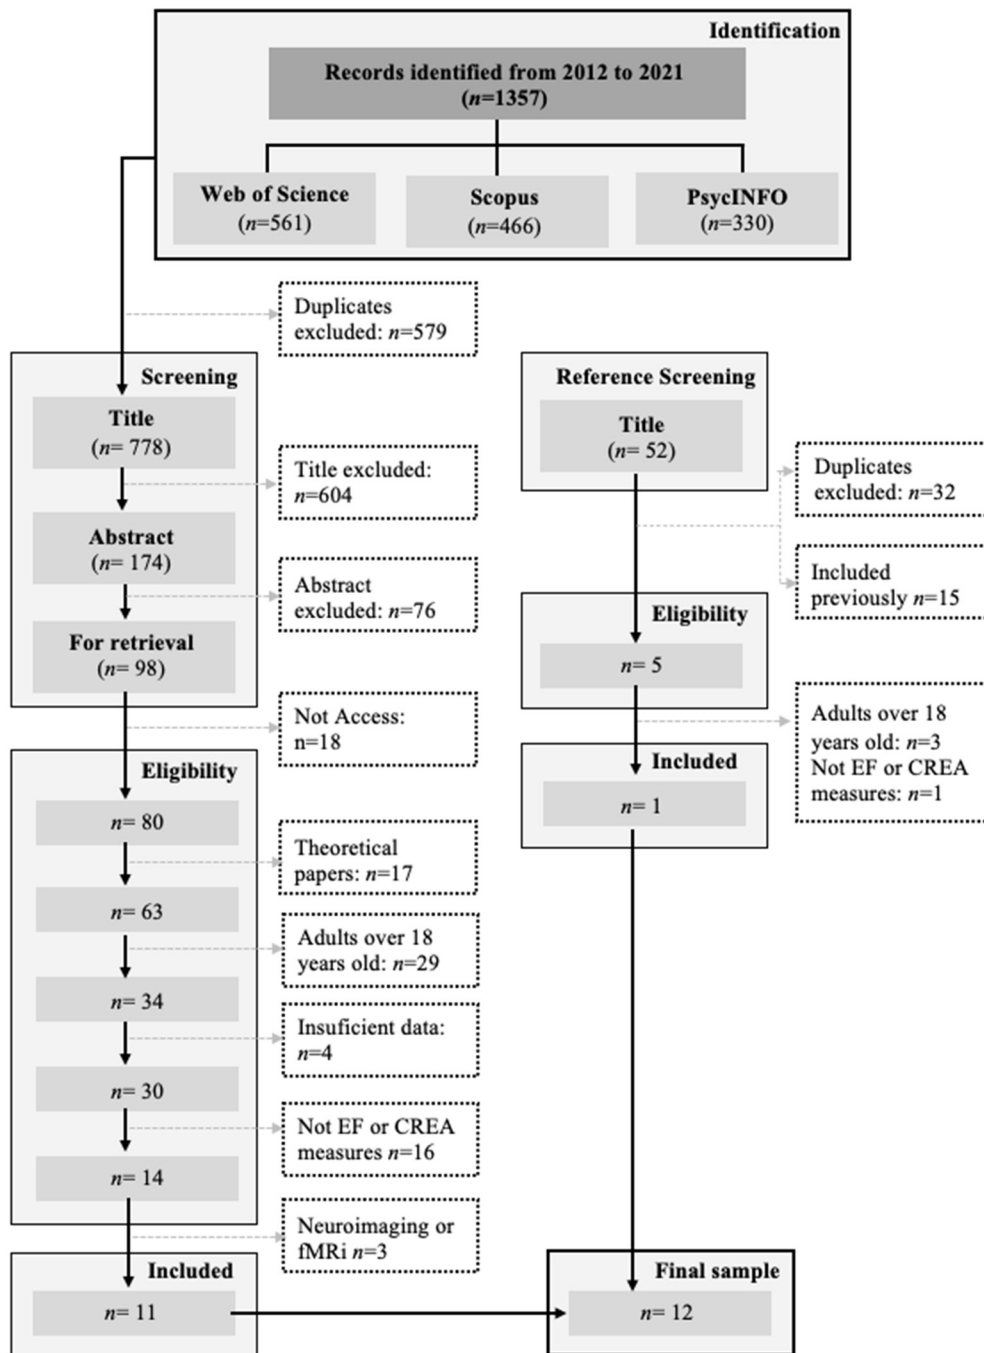 Identification
Records identified from 2012 to 2021
(n=1357)
Web of Science
(n=561)
Scopus
(n=466)
PsycINFO
(n=330)
Duplicates
excluded: n=579
Screening
Title
(n= 778)
Title excluded:
n=604
Abstract
(n= 174)
Abstract
excluded: n=76
For retrieval
(n= 98)
Not Access:
n=18
Eligibility
n= 80
Theoretical
papers: n=17
n= 63
Adults over 18
years old: n=29
n= 34
Insuficient data:
n=4
n= 30
Not EF or CREA
measures n=16
n= 14
Neuroimaging or
fMRi n=3
Included
n= 11
Reference Screening
Title
(n= 52)
Duplicates
excluded: n=32
Included
previously n=15
Eligibility
n= 5
Adults over 18
years old: n=3
Not EF or CREA
measures: n=1
Included
n= 1
Final sample
n= 12